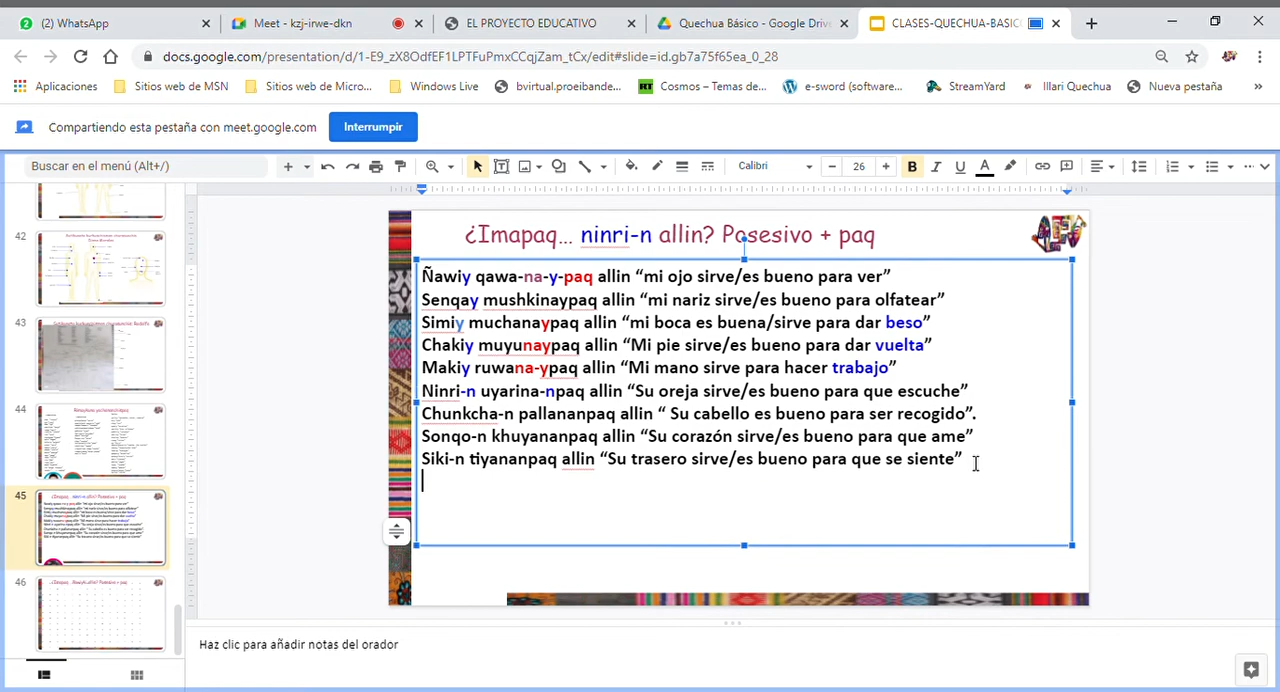 (2) WhatsApp
Meet - kzj-irwe-dkn
EL PROYECTO EDUCATIVO
Quechua Básico - Google Drive
CLASES-QUECHUA-BASIC
docs.google.com/presentation/d/1-E9_zX8OdfEF1LPTFuPmxCCqjZam_tCx/edit#slide=id.gb7a75f65ea_0_28
Aplicaciones
Sitios web de MSN
Sitios web de Micro...
Windows Live
bvirtual.proeibande...
RT
Cosmos – Temas de...
e-sword (software...
StreamYard
Illari Quechua
Nueva pestaña
»
Compartiendo esta pestaña con meet.google.com
Interrumpir
Buscar en el menú (Alt+/)
Calibri
26
42
43
44
45
46
¿Imapaq... ninri-n allin? Posesivo + paq
Ñawiy qawa-na-y-paq allin “mi ojo sirve/es bueno para ver”
Senqay mushkinaypaq allin “mi nariz sirve/es bueno para olfatear”
Simiy muchanaypaq allin “mi boca es buena/sirve para dar beso”
Chakiy muyunaypaq allin “Mi pie sirve/es bueno para dar vuelta”
Makiy ruwana-ypaq allin “Mi mano sirve para hacer trabajo”
Ninri-n uyarina-npaq allin “Su oreja sirve/es bueno para que escuche”
Chunkcha-n pallananpaq allin “ Su cabello es bueno para ser recogido”.
Sonqo-n khuyananpaq allin “Su corazón sirve/es bueno para que ame”
Siki-n tiyananpaq allin “Su trasero sirve/es bueno para que se siente”
Haz clic para añadir notas del orador